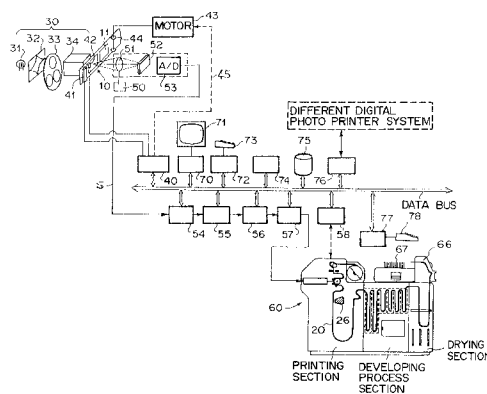 30
31
32
33
34
42
11
44
MOTOR
43
41
10
51
52
A/D
53
50
45
DIFFERENT DIGITAL
PHOTO PRINTER SYSTEM
71
73
75
40
70
72
74
76
S
DATA BUS
54
55
56
57
58
77
78
67
66
60
20
26
PRINTING
SECTION
DEVELOPING
PROCESS
SECTION
DRYING
SECTION